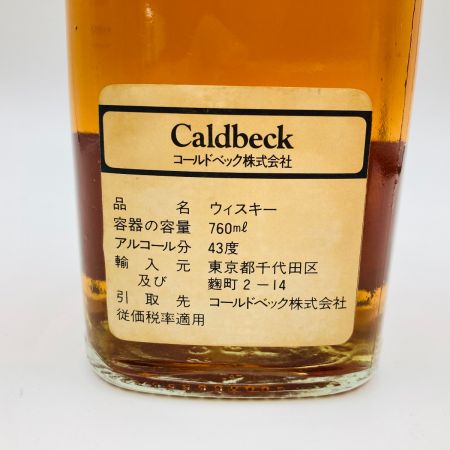 Caldbeck
コールドベック株式会社
品名 ウィスキー
容器の容量 760mℓ
アルコール分 43度
輸入元 東京都千代田区
及び 麹町2-14
引取先 コールドベック株式会社
従価税率適用